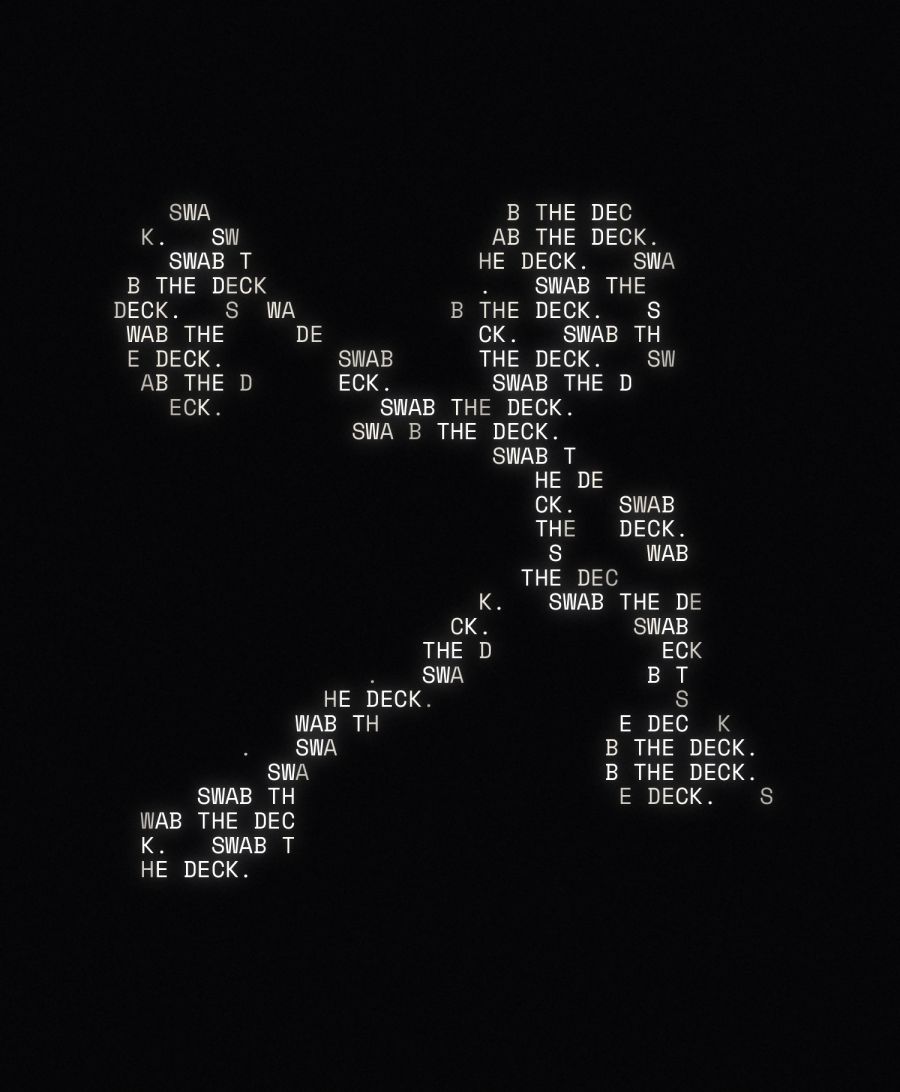 SWA B THE DEC
K. SW AB THE DECK.
SWAB T HE DECK. SWA
B THE DECK . SWAB THE
DECK. S WA B THE DECK. S
WAB THE DE CK. SWAB TH
E DECK. SWAB THE DECK. SW
AB THE D ECK. SWAB THE D
ECK. SWAB THE DECK.
SWA B THE DECK.
SWAB T
HE DE
CK. SWAB
THE DECK.
S WAB
THE DEC
K. SWAB THE DE
CK. SWAB
THE D ECK
. SWA B T
HE DECK. S
WAB TH E DEC K
. SWA B THE DECK.
SWA B THE DECK.
SWAB TH E DECK. S
WAB THE DEC
K. SWAB T
HE DECK.